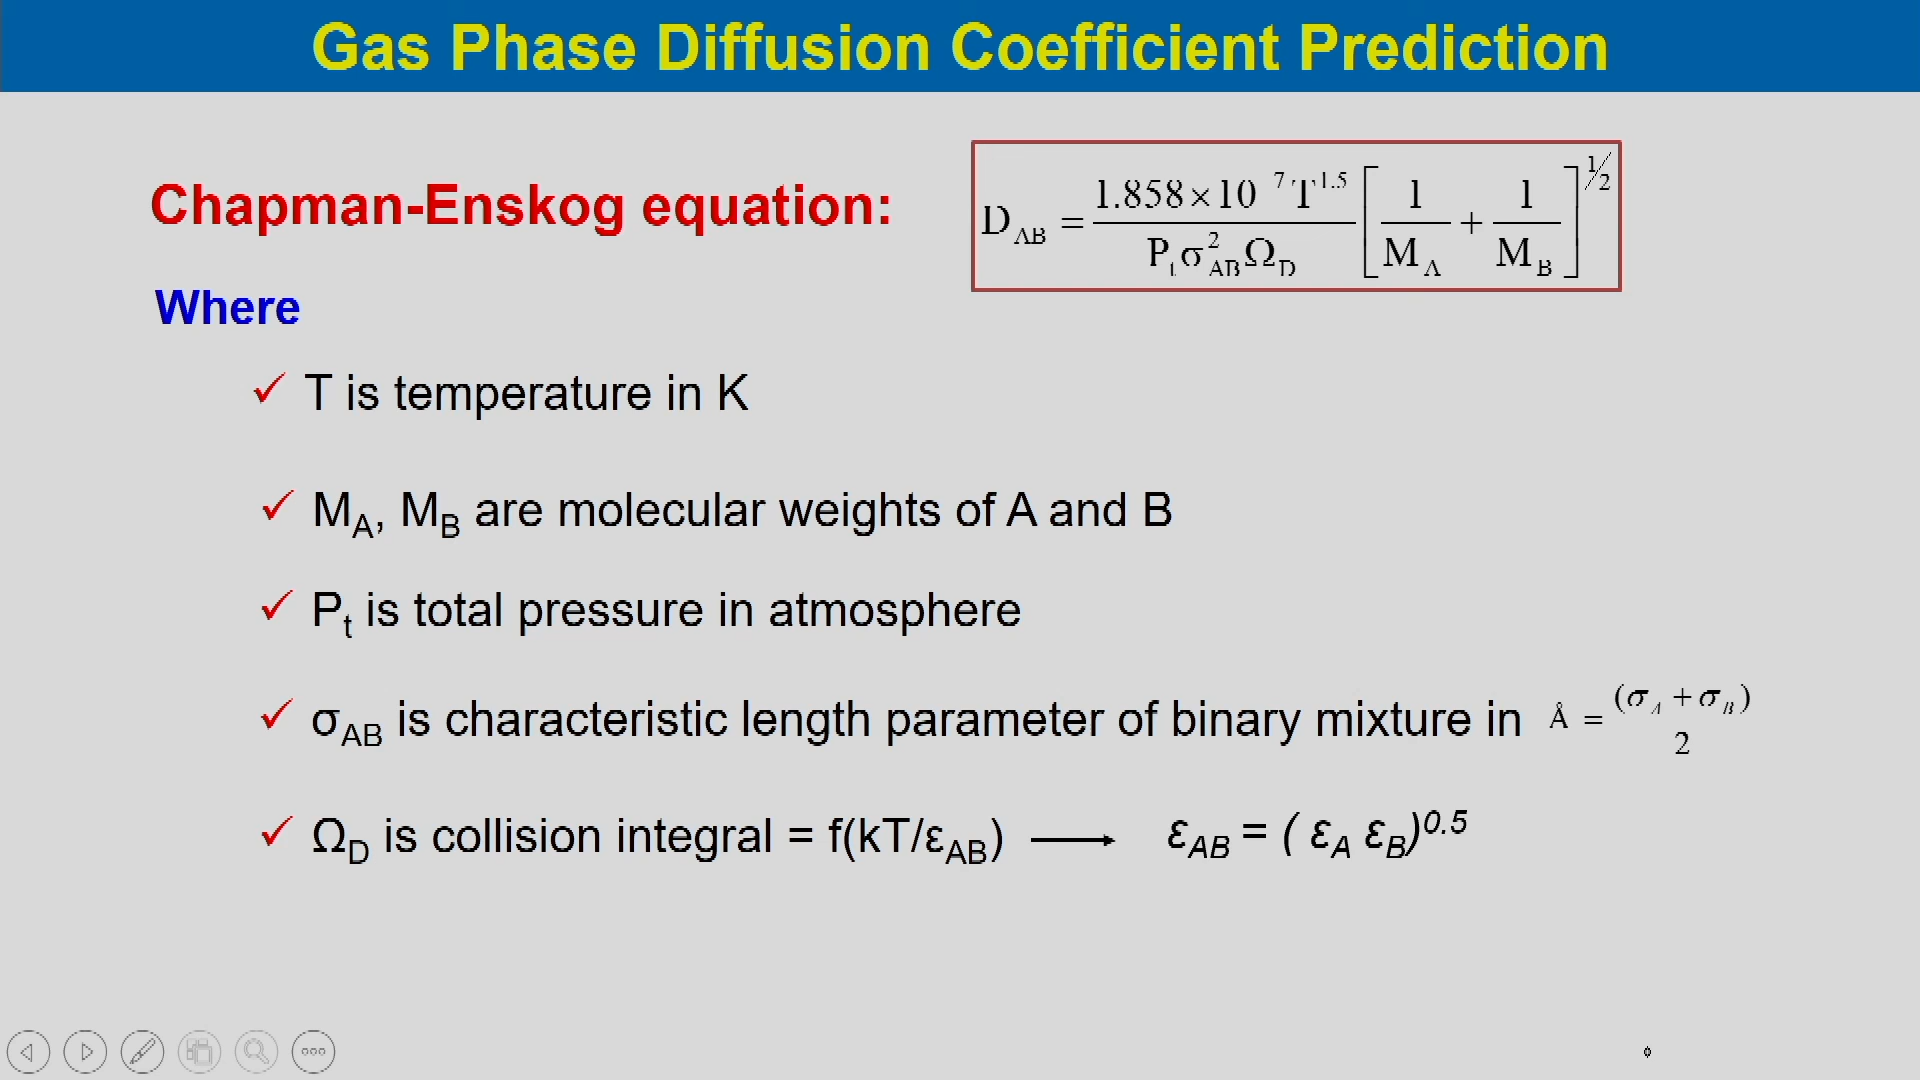 Gas Phase Diffusion Coefficient Prediction
Chapman-Enskog equation:
D_AB = 1.858×10 ⁷ T^1.5 / (P_t σ²_AB Ω_D) [1/M_A + 1/M_B]^1/2
Where
✓ T is temperature in K
✓ M_A, M_B are molecular weights of A and B
✓ P_t is total pressure in atmosphere
✓ σ_AB is characteristic length parameter of binary mixture in Å = (σ_A + σ_B) / 2
✓ Ω_D is collision integral = f(kT/ε_AB) ⟶ ε_AB = ( ε_A ε_B)^0.5